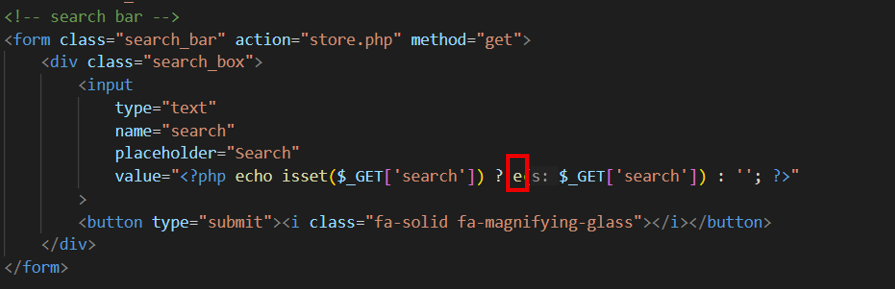 <!-- search bar -->
<form class="search_bar" action="store.php" method="get">
<div class="search_box">
<input
type="text"
name="search"
placeholder="Search"
value="<?php echo isset($_GET['search']) ? e(s: $_GET['search']) : ''; ?>"
>
<button type="submit"><i class="fa-solid fa-magnifying-glass"></i></button>
</div>
</form>